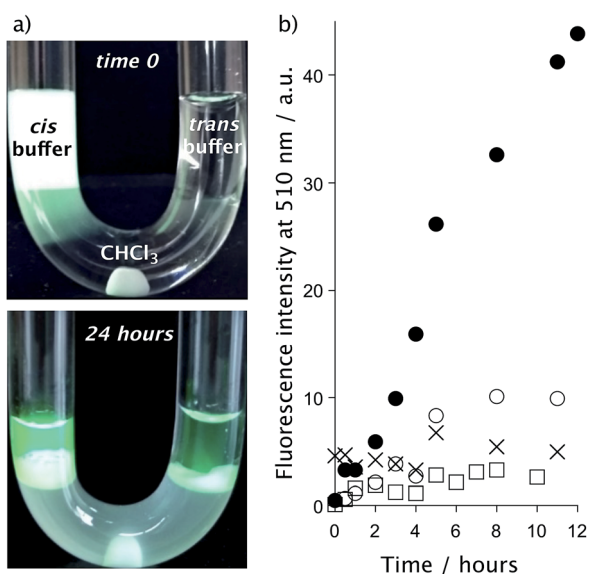 a)
time 0
cis
buffer
trans
buffer
CHCl3
24 hours
b)
Fluorescence intensity at 510 nm / a.u.
40
30
20
10
0
0 2 4 6 8 10 12
Time / hours